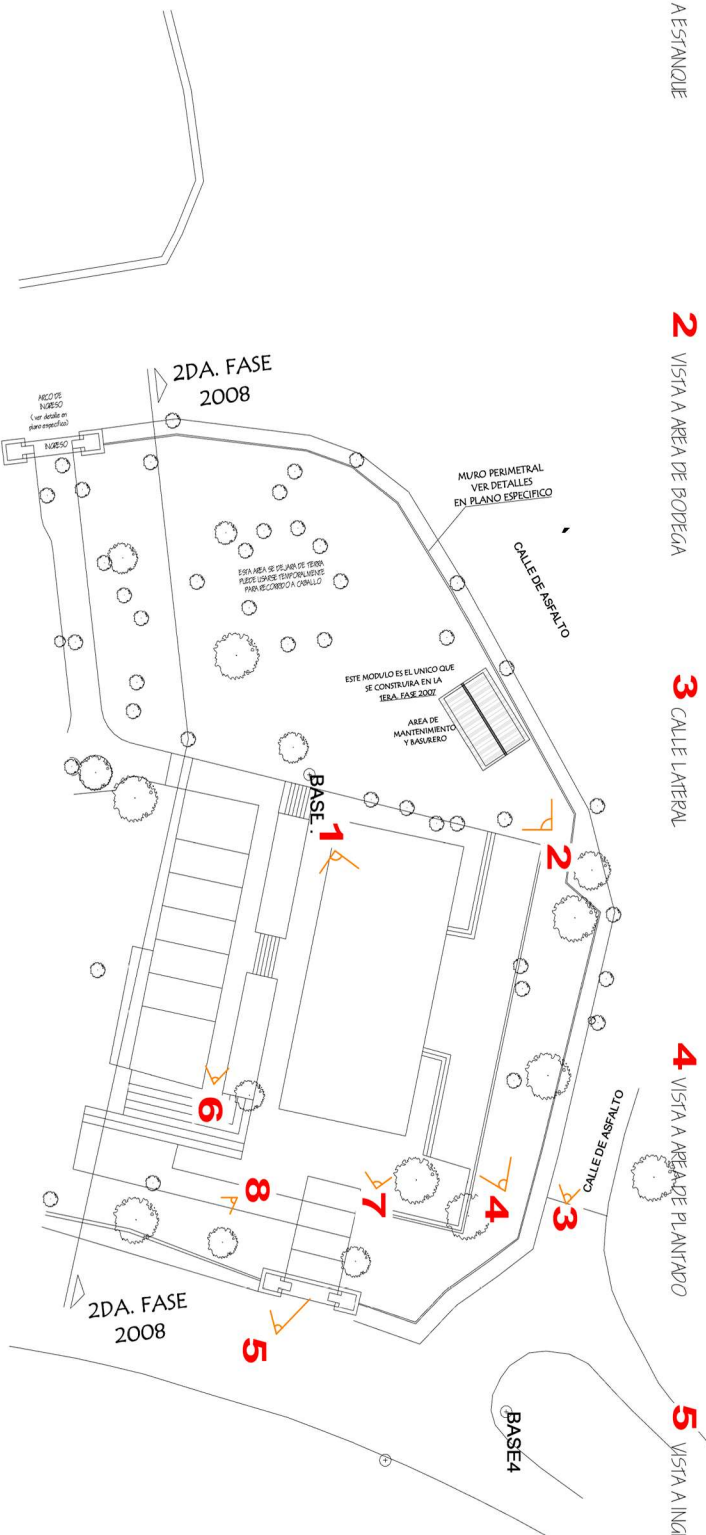 A ESTANQUE
2 VISTA A AREA DE BODEGA
3 CALLE LATERAL
4 VISTA A AREA DE PLANTADO
5 VISTA A
2DA. FASE
2008
ARCO DE
INGRESO
( ver detalle en
plano especifico)
INGRESO
MURO PERIMETRAL
VER DETALLES
EN PLANO ESPECIFICO
CALLE DE ASFALTO
ESTA AREA SE DEJARA DE TIERRA
PUEDE USARSE TEMPORALMENTE
PARA RECORRIDO A CABALLO
ESTE MODULO ES EL UNICO QUE
SE CONSTRUIRA EN LA
1ERA. FASE 2007
AREA DE
MANTENIMIENTO
Y BASURERO
BASE .
1
2
6
8
7
4
3
CALLE DE ASFALTO
2DA. FASE
2008
5
BASE4